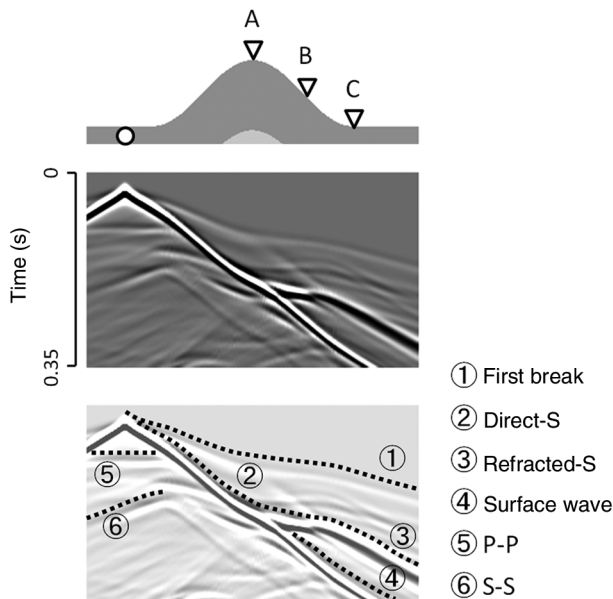 A
B
C
0
Time (s)
0.35
① First break
② Direct-S
③ Refracted-S
④ Surface wave
⑤ P-P
⑥ S-S
①
②
⑤
③
⑥
④